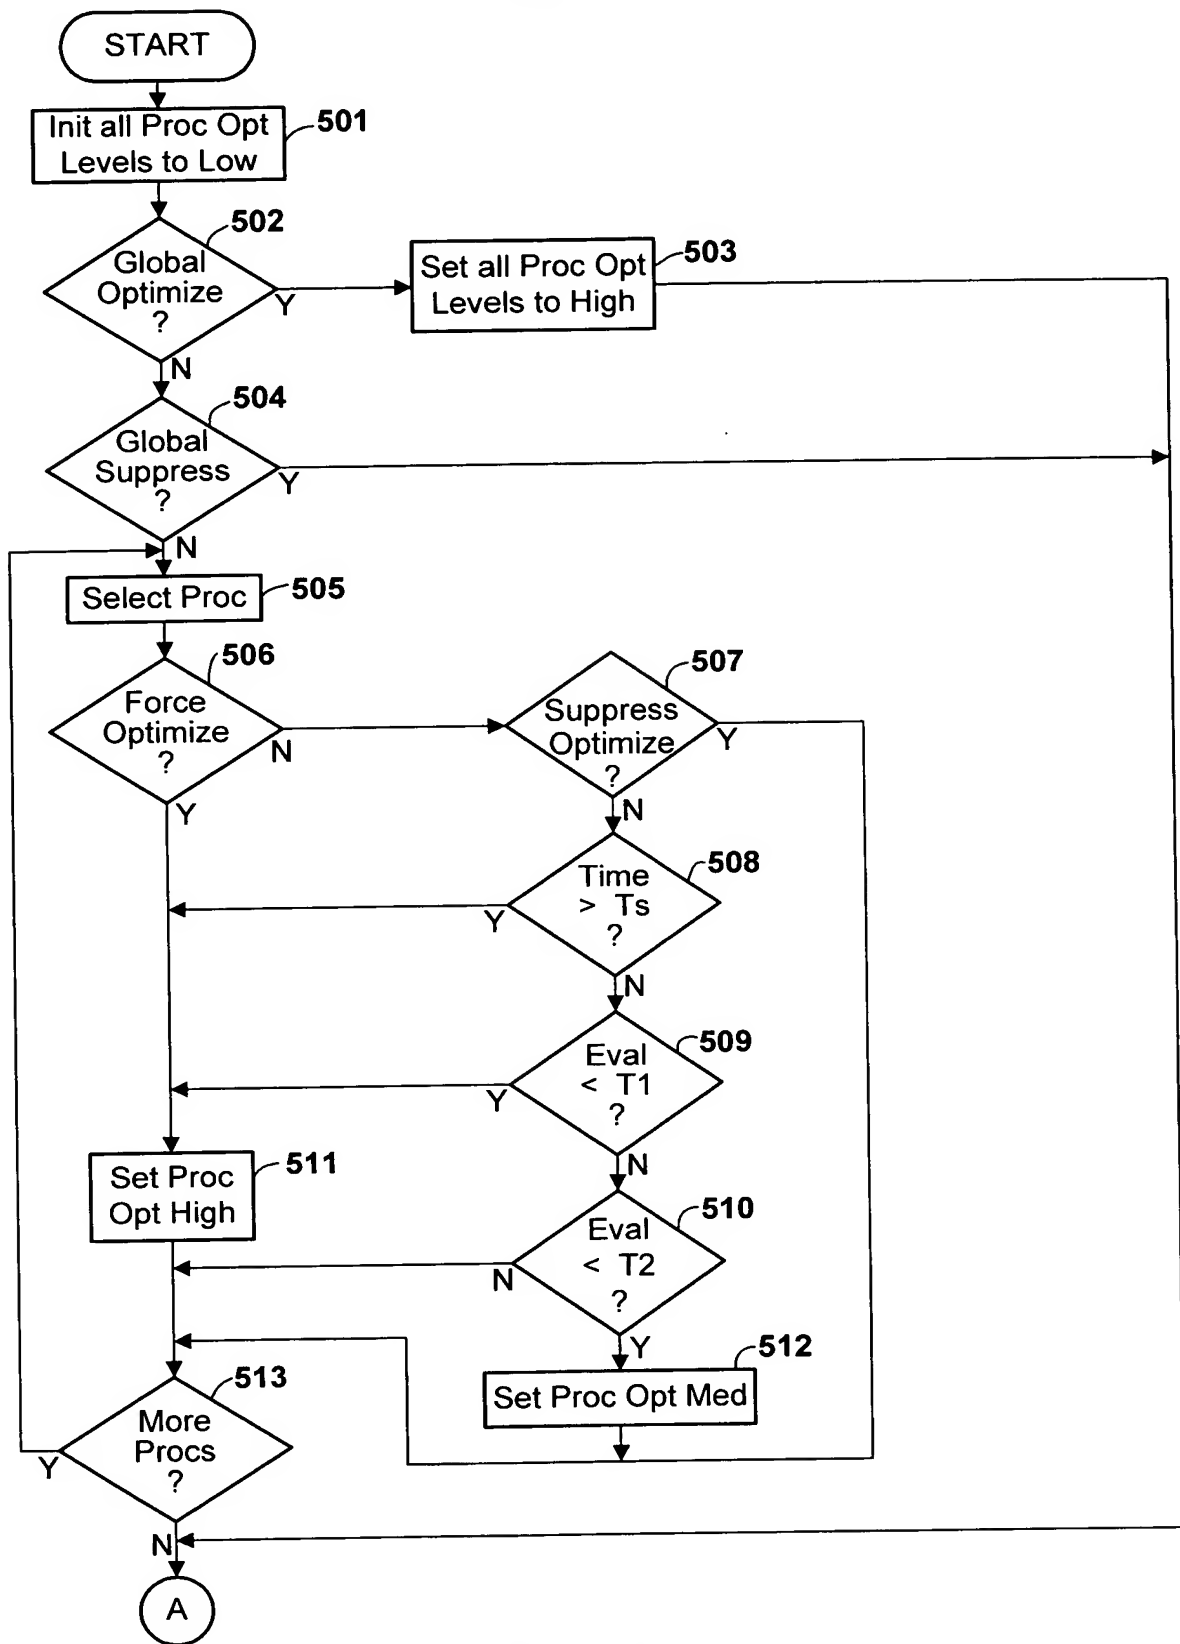 START
Init all Proc Opt
Levels to Low
501
502
Global
Optimize
?
Y
N
Set all Proc Opt
Levels to High
503
504
Global
Suppress
?
Y
N
Select Proc
505
506
Force
Optimize
?
N
Y
507
Suppress
Optimize
?
Y
N
508
Time
> Ts
?
Y
N
509
Eval
< T1
?
Y
N
Set Proc
Opt High
511
510
Eval
< T2
?
N
Y
512
Set Proc Opt Med
513
More
Procs
?
Y
N
A